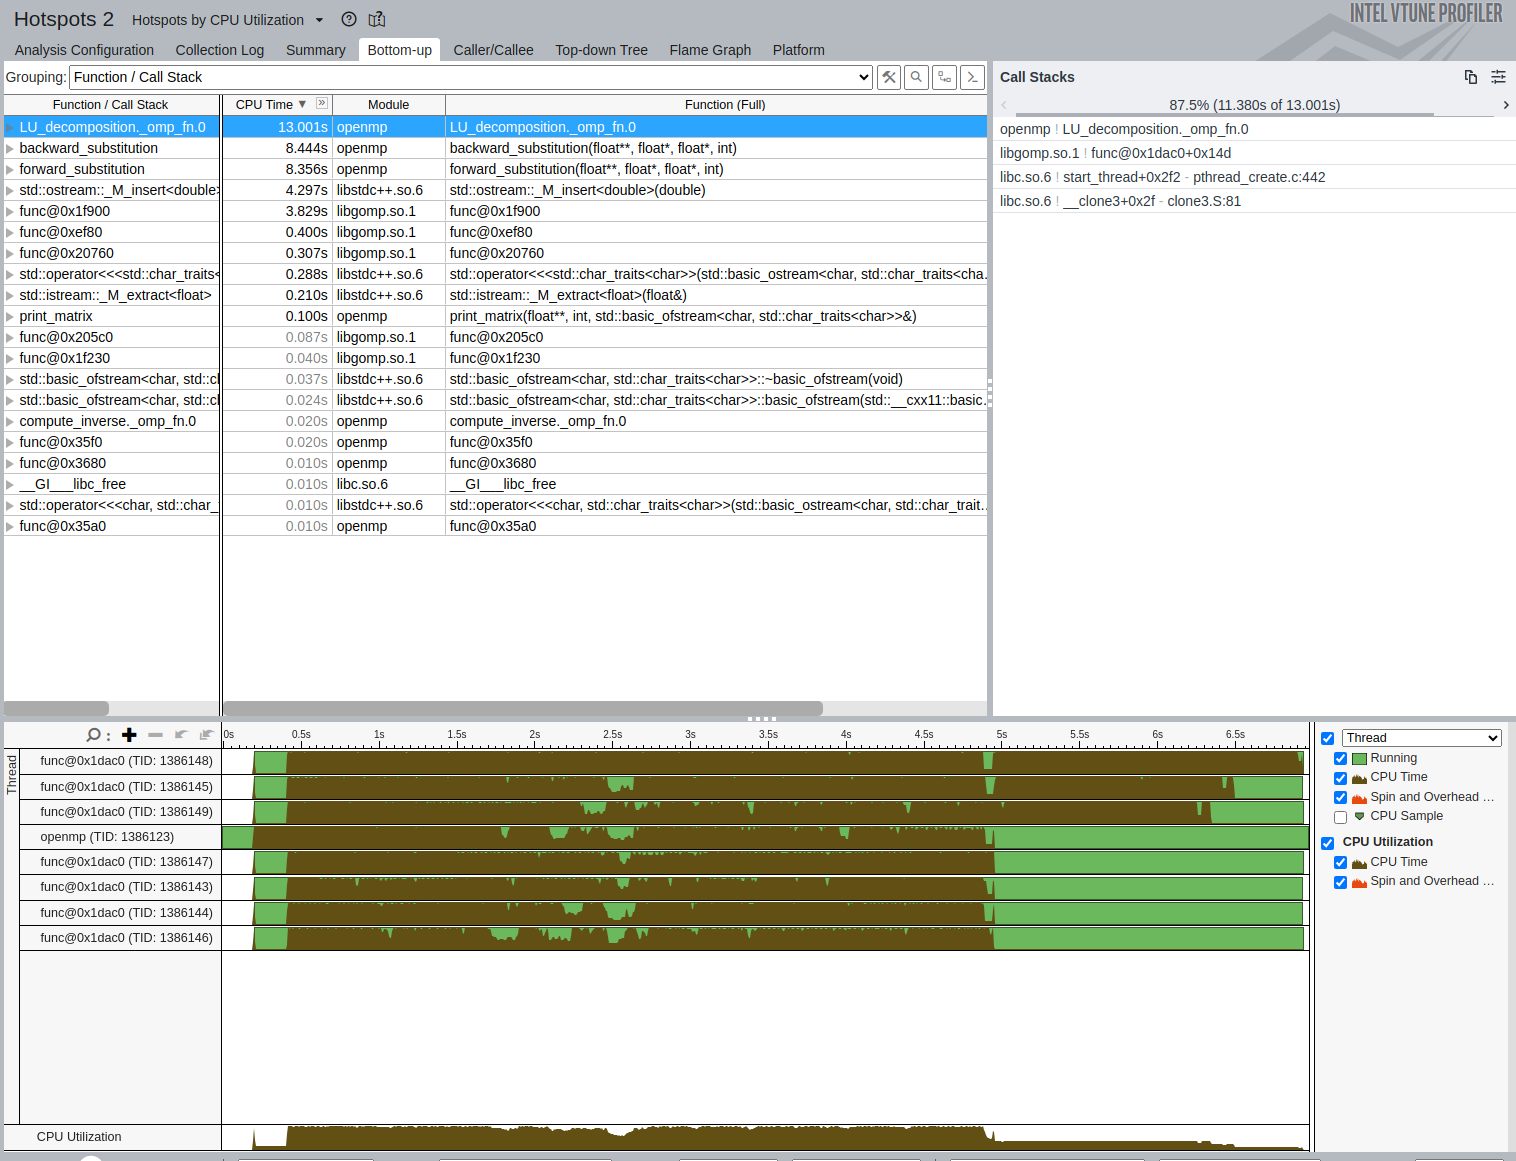 Hotspots 2 Hotspots by CPU Utilization
INTEL VTUNE PROFILER
Analysis Configuration Collection Log Summary Bottom-up Caller/Callee Top-down Tree Flame Graph Platform
Grouping: Function / Call Stack
Function / Call Stack CPU Time ▼ Module Function (Full)
LU_decomposition._omp_fn.0 13.001s openmp LU_decomposition._omp_fn.0
backward_substitution 8.444s openmp backward_substitution(float**, float*, float*, int)
forward_substitution 8.356s openmp forward_substitution(float**, float*, float*, int)
std::ostream::_M_insert<double> 4.297s libstdc++.so.6 std::ostream::_M_insert<double>(double)
func@0x1f900 3.829s libgomp.so.1 func@0x1f900
func@0xef80 0.400s libgomp.so.1 func@0xef80
func@0x20760 0.307s libgomp.so.1 func@0x20760
std::operator<<<std::char_traits< 0.288s libstdc++.so.6 std::operator<<<std::char_traits<char>>(std::basic_ostream<char, std::char_traits<cha…
std::istream::_M_extract<float> 0.210s libstdc++.so.6 std::istream::_M_extract<float>(float&)
print_matrix 0.100s openmp print_matrix(float**, int, std::basic_ofstream<char, std::char_traits<char>>&)
func@0x205c0 0.087s libgomp.so.1 func@0x205c0
func@0x1f230 0.040s libgomp.so.1 func@0x1f230
std::basic_ofstream<char, std::cl 0.037s libstdc++.so.6 std::basic_ofstream<char, std::char_traits<char>>::~basic_ofstream(void)
std::basic_ofstream<char, std::cl 0.024s libstdc++.so.6 std::basic_ofstream<char, std::char_traits<char>>::basic_ofstream(std::__cxx11::basic…
compute_inverse._omp_fn.0 0.020s openmp compute_inverse._omp_fn.0
func@0x35f0 0.020s openmp func@0x35f0
func@0x3680 0.010s openmp func@0x3680
__GI___libc_free 0.010s libc.so.6 __GI___libc_free
std::operator<<<char, std::char_ 0.010s libstdc++.so.6 std::operator<<<char, std::char_traits<char>>(std::basic_ostream<char, std::char_trait…
func@0x35a0 0.010s openmp func@0x35a0
Call Stacks
87.5% (11.380s of 13.001s)
openmp ! LU_decomposition._omp_fn.0
libgomp.so.1 ! func@0x1dac0+0x14d
libc.so.6 ! start_thread+0x2f2 - pthread_create.c:442
libc.so.6 ! __clone3+0x2f - clone3.S:81
0s 0.5s 1s 1.5s 2s 2.5s 3s 3.5s 4s 4.5s 5s 5.5s 6s 6.5s
Thread
func@0x1dac0 (TID: 1386148)
func@0x1dac0 (TID: 1386145)
func@0x1dac0 (TID: 1386149)
openmp (TID: 1386123)
func@0x1dac0 (TID: 1386147)
func@0x1dac0 (TID: 1386143)
func@0x1dac0 (TID: 1386144)
func@0x1dac0 (TID: 1386146)
CPU Utilization
Thread
Running
CPU Time
Spin and Overhead …
CPU Sample
CPU Utilization
CPU Time
Spin and Overhead …